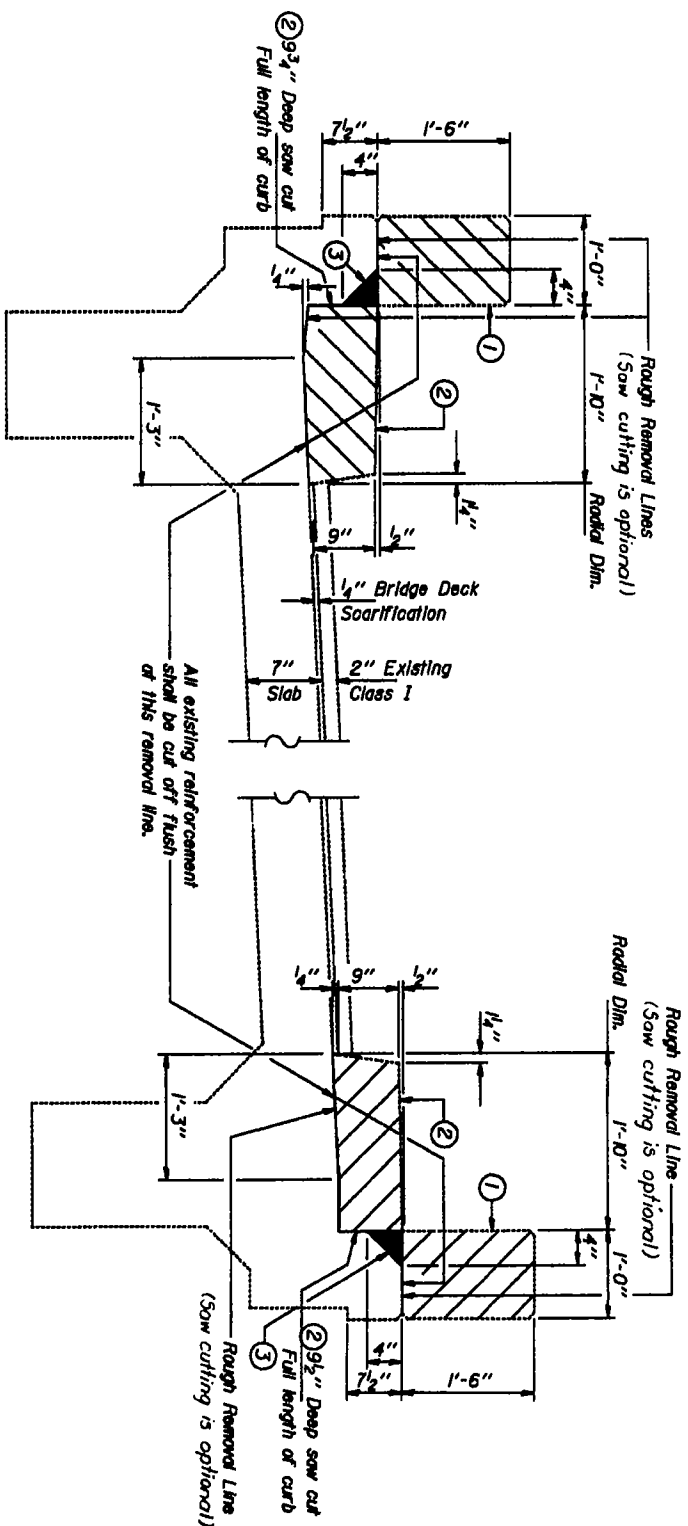 Rough Removal Lines
(Saw cutting is optional)
1'-0"
1'-10"
Radial Dim.
4"
1'-6"
7½"
4"
①
②
③
1¼"
½"
9"
¼"
1'-3"
② 9¾" Deep saw cut
Full length of curb
¼" Bridge Deck
Scarification
2" Existing
Class I
7"
Slab
All existing reinforcement
shall be cut off flush
at this removal line.
Rough Removal Line
(Saw cutting is optional)
Radial Dim.
1'-10"
1'-0"
4"
1¼"
½"
9"
¼"
①
②
③
1'-6"
4"
7½"
1'-3"
② 9½" Deep saw cut
Full length of curb
Rough Removal Line
(Saw cutting is optional)